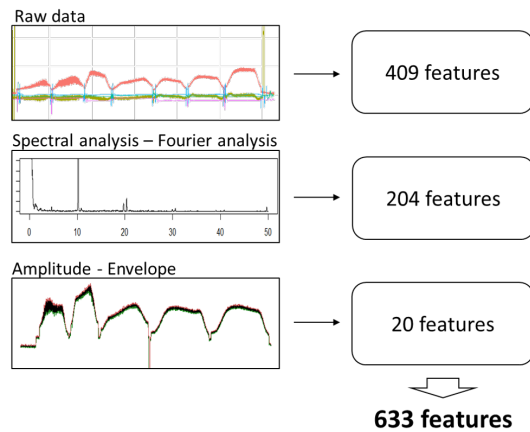 Raw data
409 features
Spectral analysis – Fourier analysis
204 features
0 10 20 30 40 50
Amplitude - Envelope
20 features
633 features